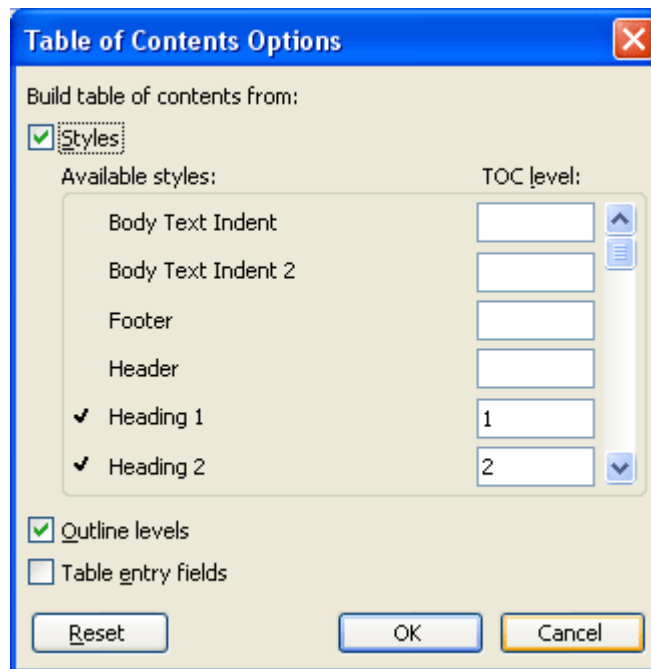 Table of Contents Options
Build table of contents from:
Styles
Available styles: TOC level:
Body Text Indent
Body Text Indent 2
Footer
Header
Heading 1 1
Heading 2 2
Outline levels
Table entry fields
Reset OK Cancel